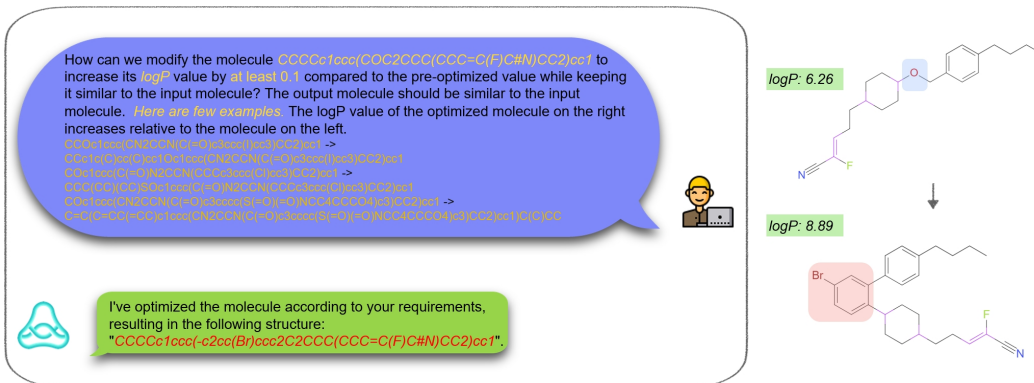 How can we modify the molecule CCCCc1ccc(COC2CCC(CCC=C(F)C#N)CC2)cc1 to
increase its logP value by at least 0.1 compared to the pre-optimized value while keeping
it similar to the input molecule? The output molecule should be similar to the input
molecule. Here are few examples. The logP value of the optimized molecule on the right
increases relative to the molecule on the left.
CCOc1ccc(CN2CCN(C(=O)c3ccc(I)cc3)CC2)cc1 ->
CCc1c(C)cc(C)cc1Oc1ccc(CN2CCN(C(=O)c3ccc(I)cc3)CC2)cc1
COc1ccc(C(=O)N2CCN(CCCc3ccc(Cl)cc3)CC2)cc1 ->
CCC(CC)(CC)SOc1ccc(C(=O)N2CCN(CCCc3ccc(Cl)cc3)CC2)cc1
COc1ccc(CN2CCN(C(=O)c3cccc(S(=O)(=O)NCC4CCCO4)c3)CC2)cc1 ->
C=C(C=CC(=CC)c1ccc(CN2CCN(C(=O)c3cccc(S(=O)(=O)NCC4CCCO4)c3)CC2)cc1)C(C)CC
I've optimized the molecule according to your requirements,
resulting in the following structure:
"CCCCc1ccc(-c2cc(Br)ccc2C2CCC(CCC=C(F)C#N)CC2)cc1".
logP: 6.26
O
F
N
logP: 8.89
Br
F
N